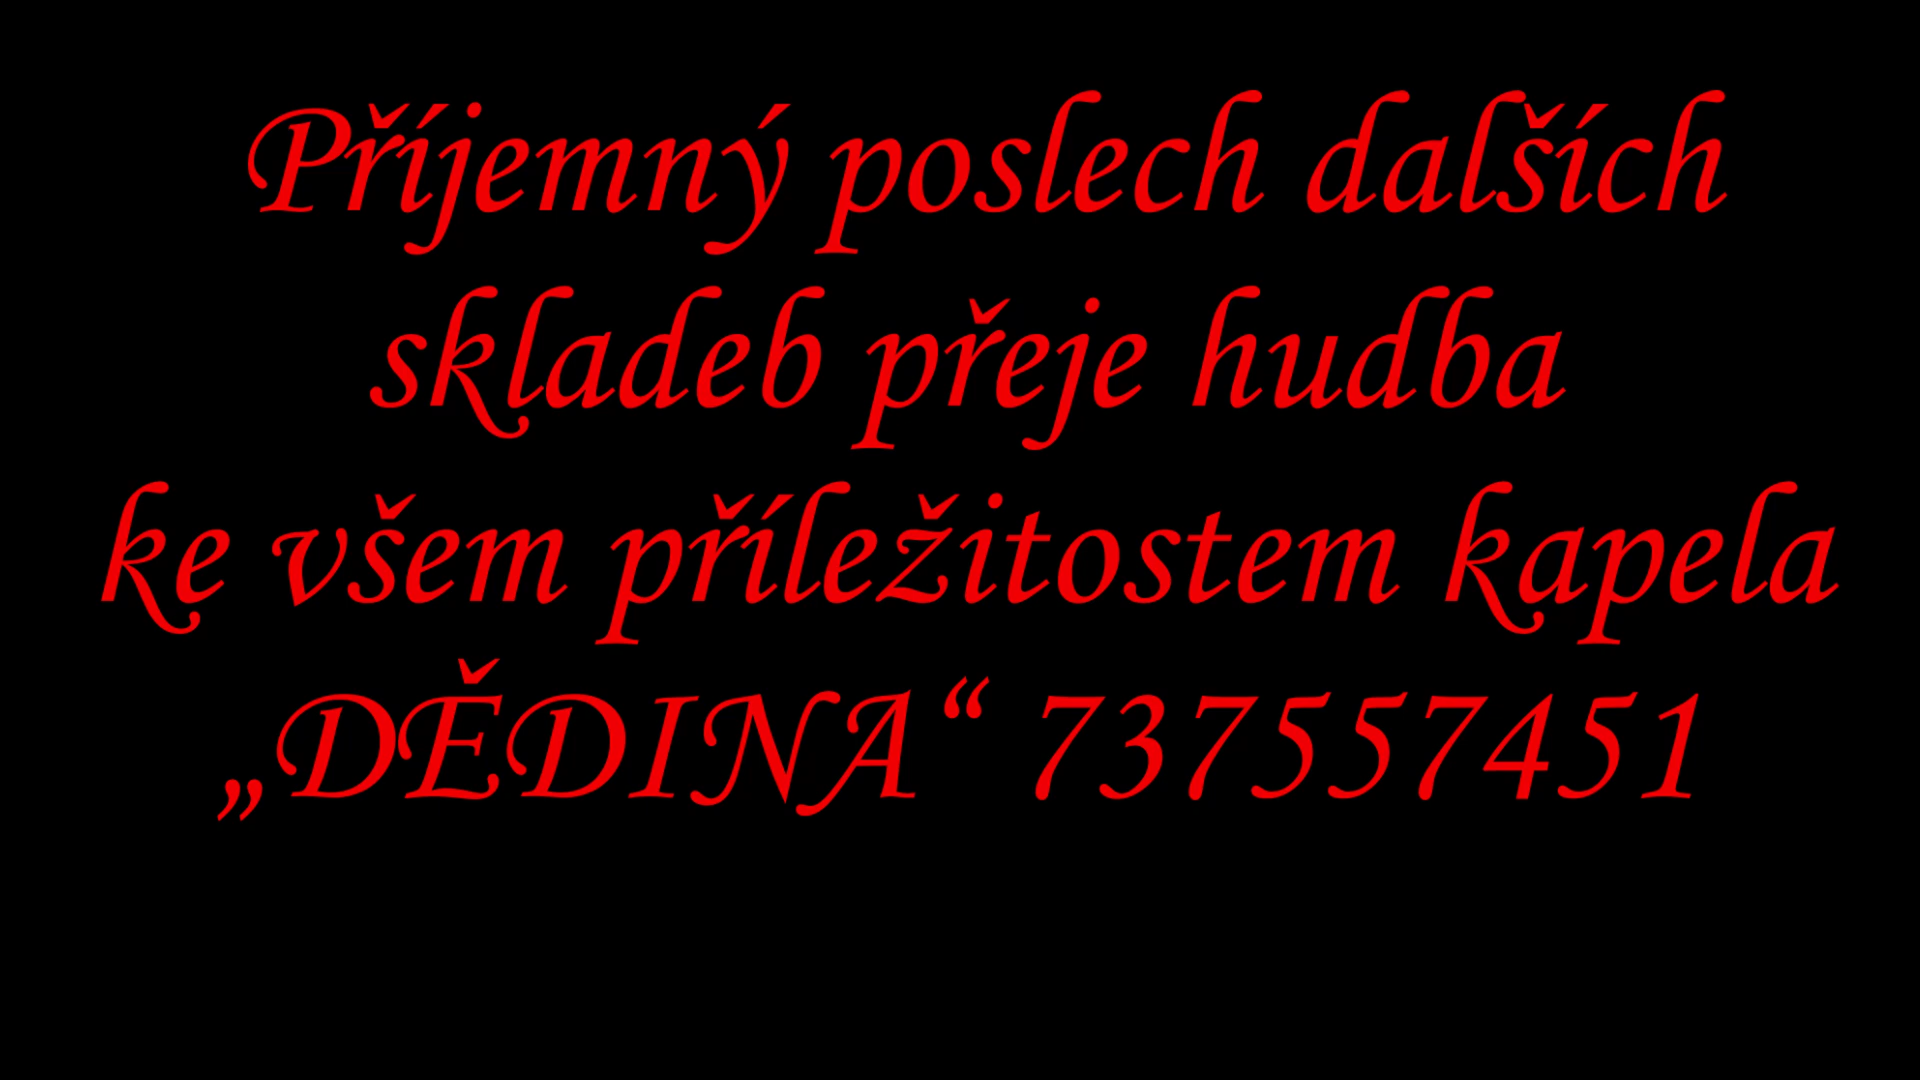 Příjemný poslech dalších
skladeb přeje hudba
ke všem příležitostem kapela
„DĚDINA“ 737557451